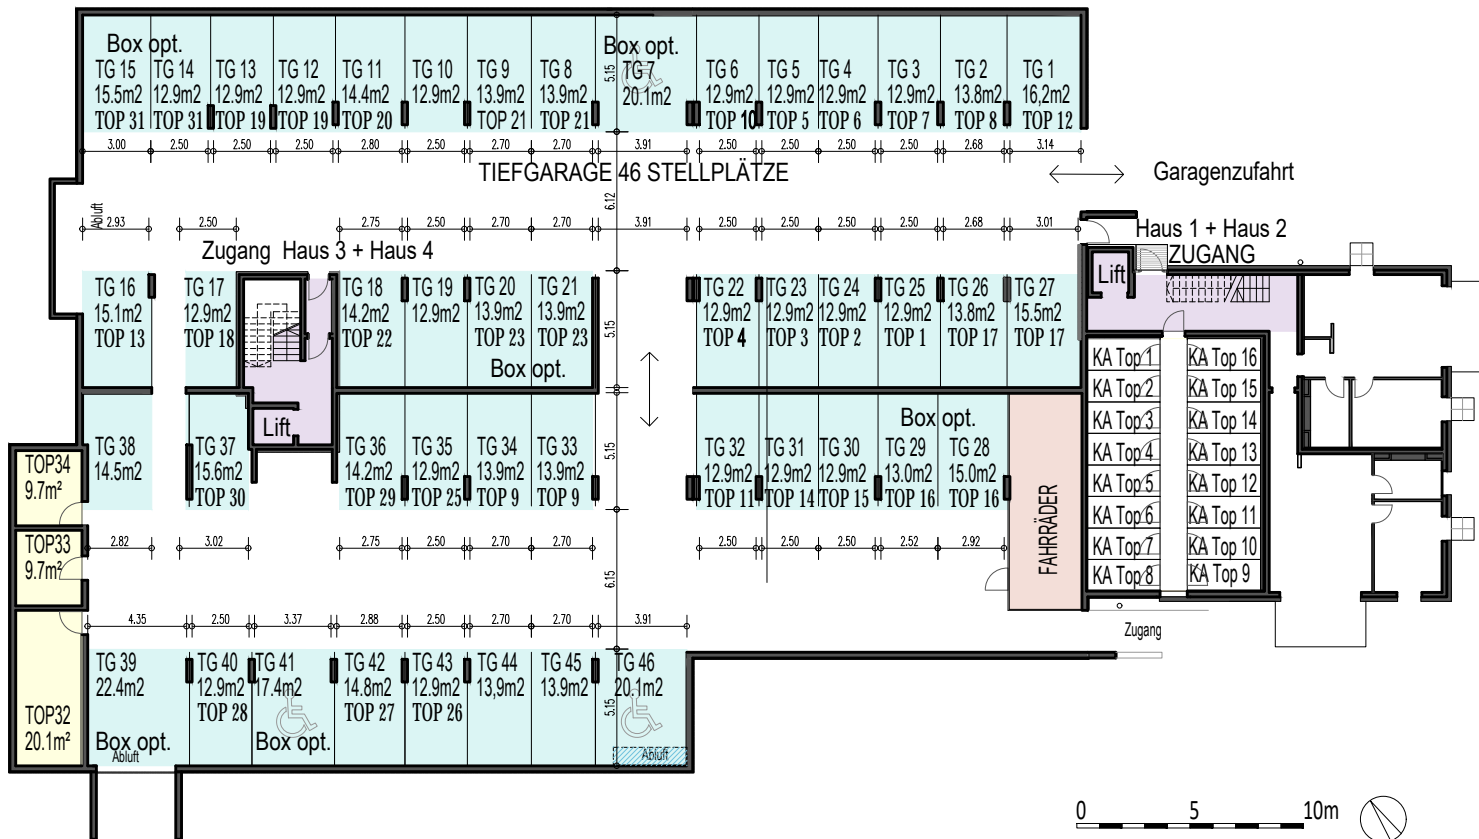 Box opt.
Box opt.
TG 15
15.5m2
TOP 31
TG 14
12.9m2
TOP 31
TG 13
12.9m2
TOP 19
TG 12
12.9m2
TOP 19
TG 11
14.4m2
TOP 20
TG 10
12.9m2
TG 9
13.9m2
TOP 21
TG 8
13.9m2
TOP 21
TG 7
20.1m2
TG 6
12.9m2
TOP 10
TG 5
12.9m2
TOP 5
TG 4
12.9m2
TOP 6
TG 3
12.9m2
TOP 7
TG 2
13.8m2
TOP 8
TG 1
16,2m2
TOP 12
5.15
3.00 2.50 2.50 2.50 2.80 2.50 2.70 2.70 3.91 2.50 2.50 2.50 2.50 2.68 3.14
TIEFGARAGE 46 STELLPLÄTZE
Garagenzufahrt
6.12
Abluft
2.93 2.50 2.75 2.50 2.70 2.70 3.91 2.50 2.50 2.50 2.50 2.68 3.01
Zugang Haus 3 + Haus 4
Haus 1 + Haus 2
ZUGANG
Lift
TG 16
15.1m2
TOP 13
TG 17
12.9m2
TOP 18
TG 18
14.2m2
TOP 22
TG 19
12.9m2
TG 20
13.9m2
TOP 23
TG 21
13.9m2
TOP 23
Box opt.
5.15
TG 22
12.9m2
TOP 4
TG 23
12.9m2
TOP 3
TG 24
12.9m2
TOP 2
TG 25
12.9m2
TOP 1
TG 26
13.8m2
TOP 17
TG 27
15.5m2
TOP 17
KA Top 1 KA Top 16
KA Top 2 KA Top 15
KA Top 3 KA Top 14
KA Top 4 KA Top 13
KA Top 5 KA Top 12
KA Top 6 KA Top 11
KA Top 7 KA Top 10
KA Top 8 KA Top 9
Lift
Box opt.
TG 38
14.5m2
TG 37
15.6m2
TOP 30
TG 36
14.2m2
TOP 29
TG 35
12.9m2
TOP 25
TG 34
13.9m2
TOP 9
TG 33
13.9m2
TOP 9
5.15
TG 32
12.9m2
TOP 11
TG 31
12.9m2
TOP 14
TG 30
12.9m2
TOP 15
TG 29
13.0m2
TOP 16
TG 28
15.0m2
TOP 16
FAHRRÄDER
TOP34
9.7m²
TOP33
9.7m²
TOP32
20.1m²
2.82 3.02 2.75 2.50 2.70 2.70 2.50 2.50 2.50 2.52 2.92
6.15
4.35 2.50 3.37 2.88 2.50 2.70 2.70 3.91
Zugang
TG 39
22.4m2
Box opt.
Abluft
TG 40
12.9m2
TOP 28
TG 41
17.4m2
Box opt.
TG 42
14.8m2
TOP 27
TG 43
12.9m2
TOP 26
TG 44
13,9m2
TG 45
13.9m2
TG 46
20.1m2
5.15
Abluft
0 5 10m